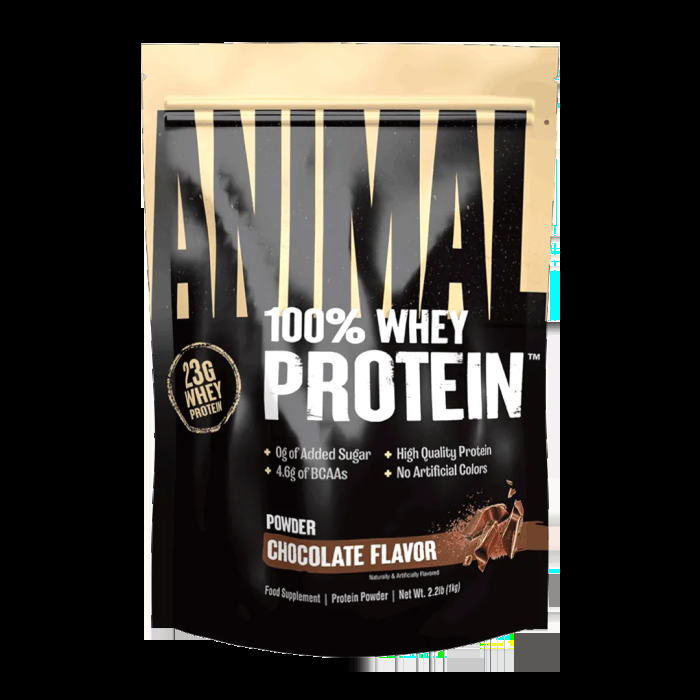 ANIMAL
100% WHEY
PROTEIN™
23G
WHEY
PROTEIN
+ 0g of Added Sugar
+ High Quality Protein
+ 4.6g of BCAAs
+ No Artificial Colors
POWDER
CHOCOLATE FLAVOR
Naturally & Artificially Flavored
Food Supplement | Protein Powder | Net Wt. 2.2lb (1kg)